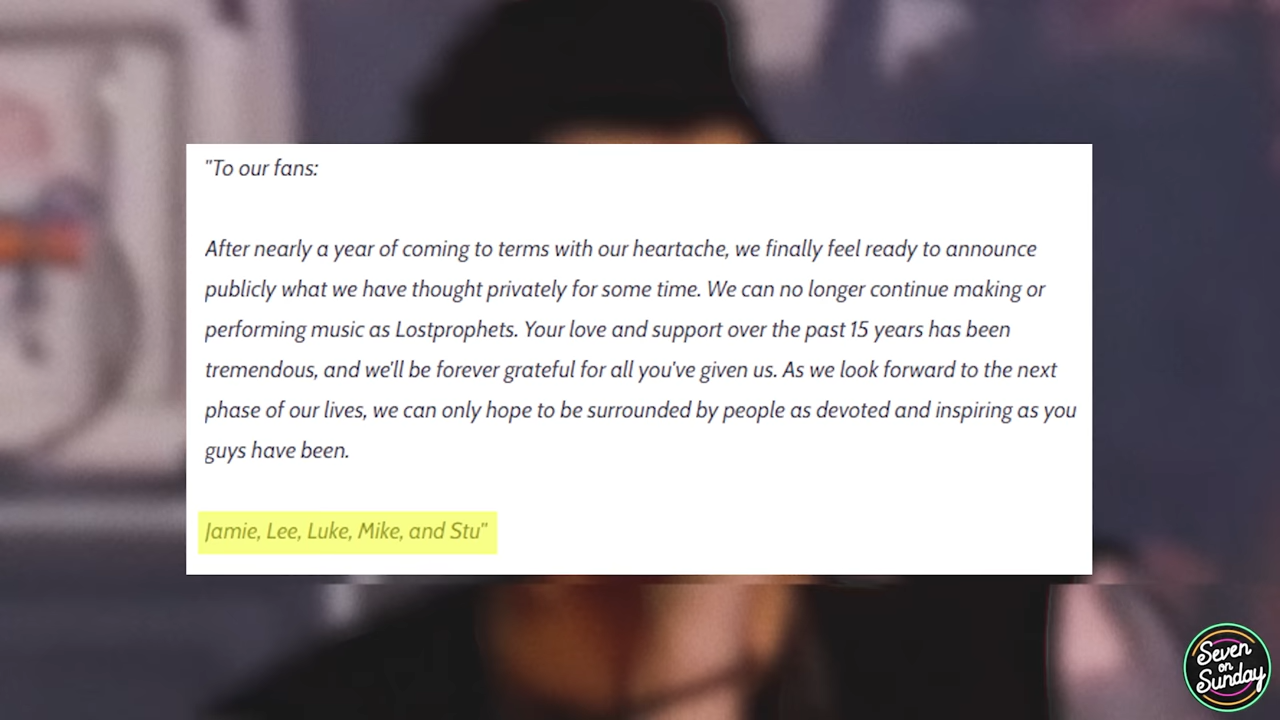 "To our fans:
After nearly a year of coming to terms with our heartache, we finally feel ready to announce
publicly what we have thought privately for some time. We can no longer continue making or
performing music as Lostprophets. Your love and support over the past 15 years has been
tremendous, and we'll be forever grateful for all you've given us. As we look forward to the next
phase of our lives, we can only hope to be surrounded by people as devoted and inspiring as you
guys have been.
Jamie, Lee, Luke, Mike, and Stu"
Seven
on
Sunday